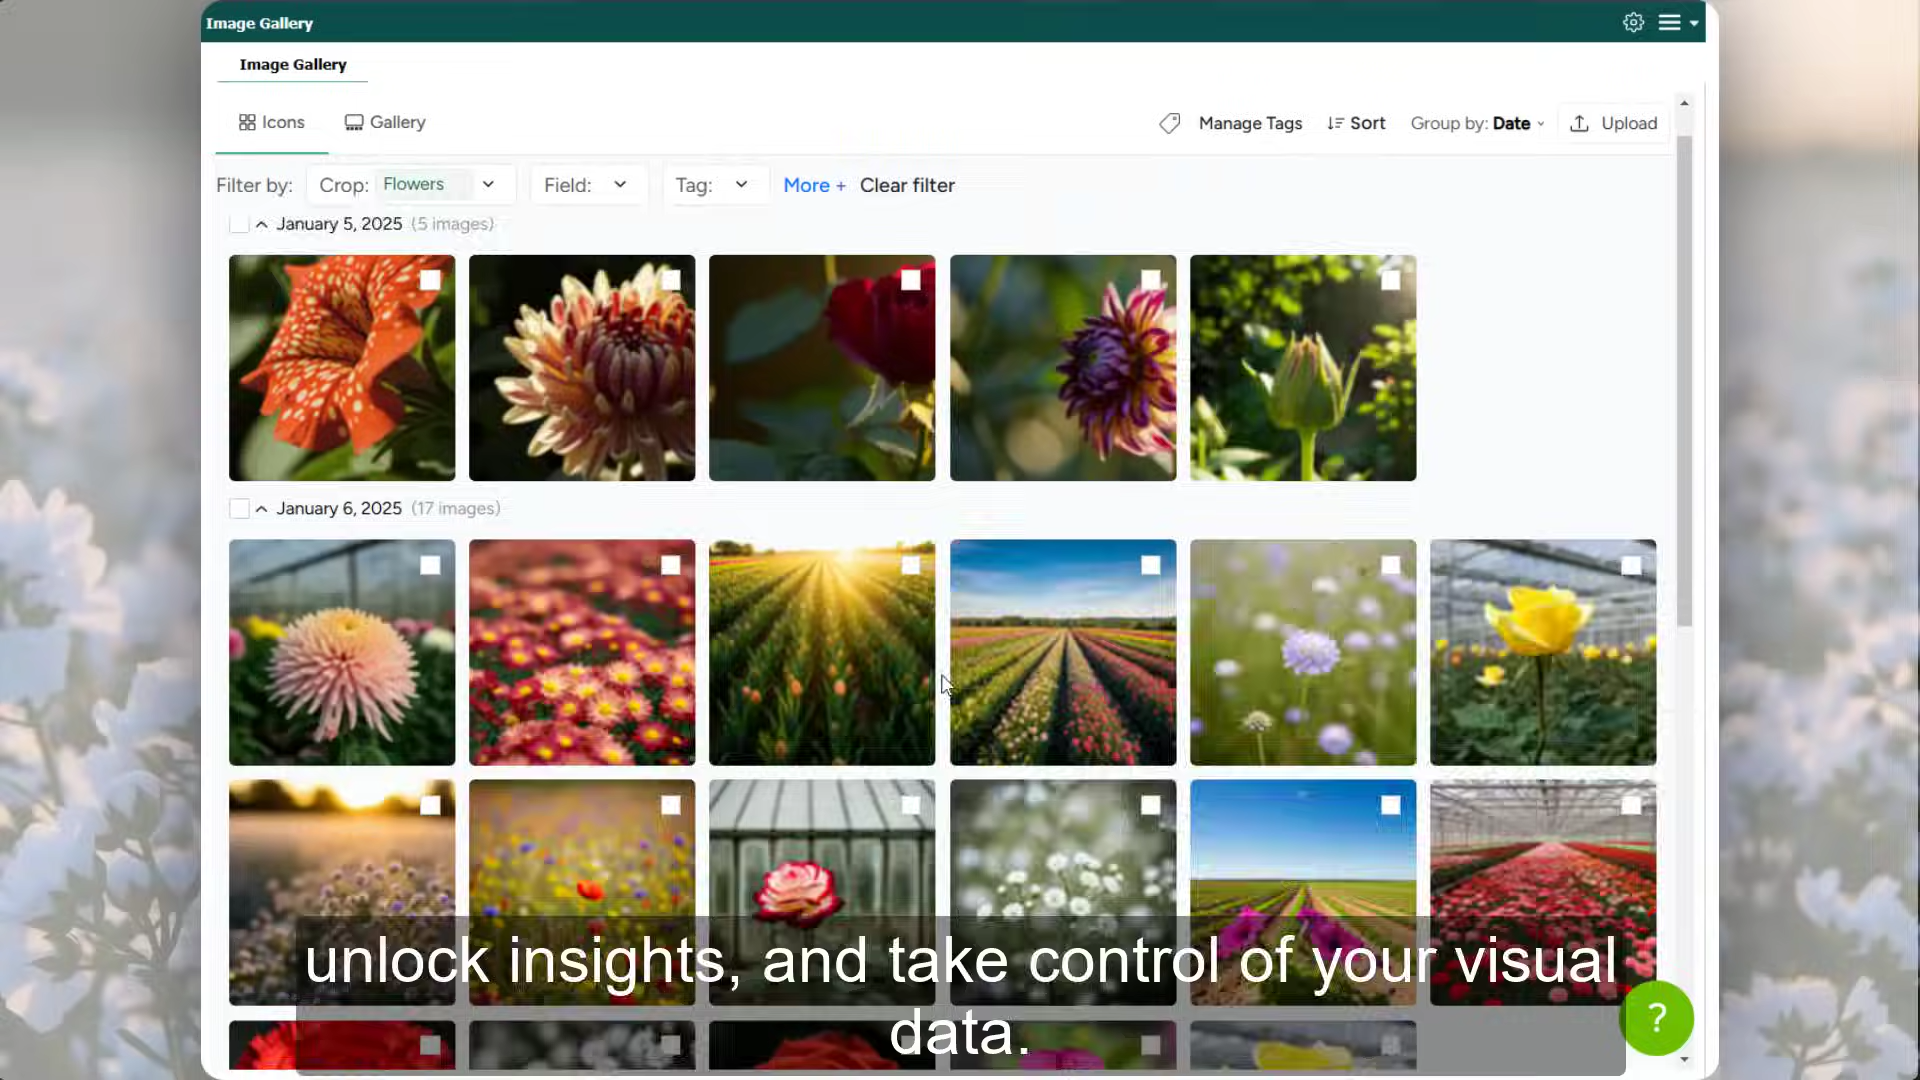 Image Gallery
Image Gallery
Icons Gallery Manage Tags Sort Group by: Date Upload
Filter by: Crop: Flowers Field: Tag: More + Clear filter
January 5, 2025 (5 images)
January 6, 2025 (17 images)
unlock insights, and take control of your visual
data.
?